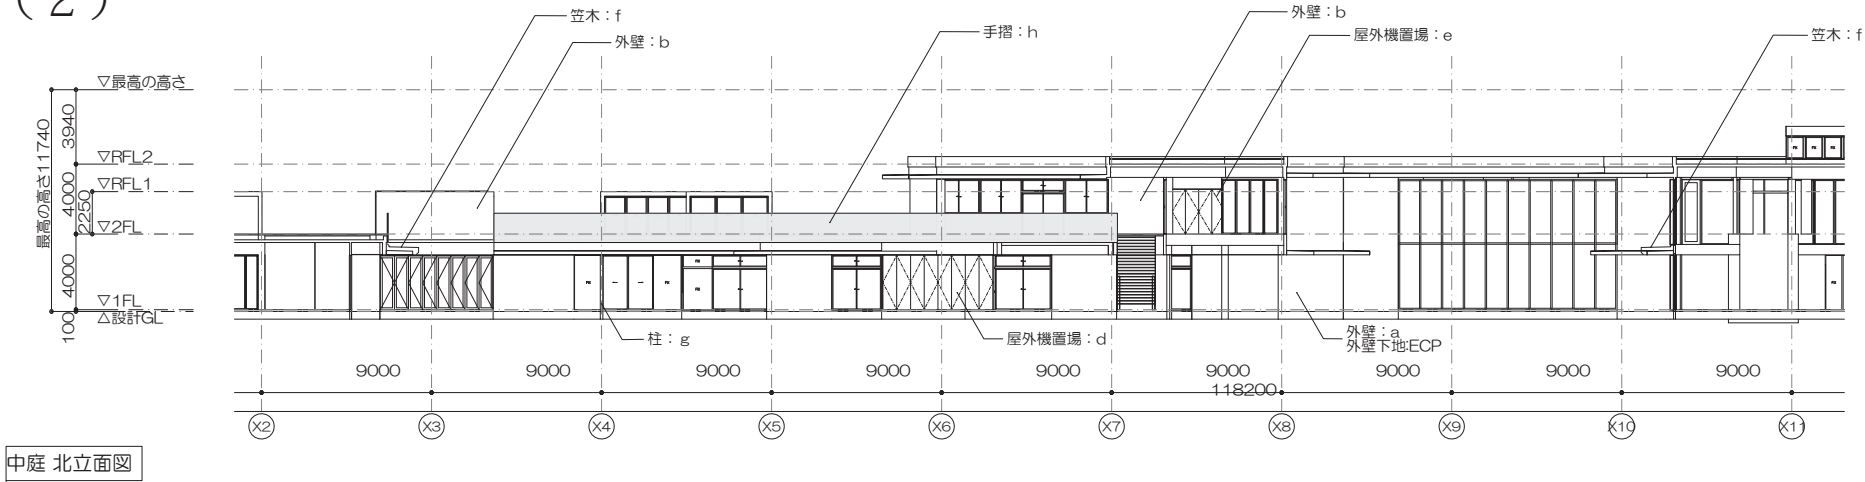 (2)
笠木：f
外壁：b
手摺：h
外壁：b
屋外機置場：e
笠木：f
▽最高の高さ
▽RFL2
▽RFL1
▽2FL
▽1FL
△設計GL
最高の高さ11740
3940
4000
2250
4000
100
柱：g
屋外機置場：d
外壁：a
外壁下地:ECP
9000 9000 9000 9000 9000 9000 9000 9000 9000
118200
X2 X3 X4 X5 X6 X7 X8 X9 X10 X11
中庭 北立面図